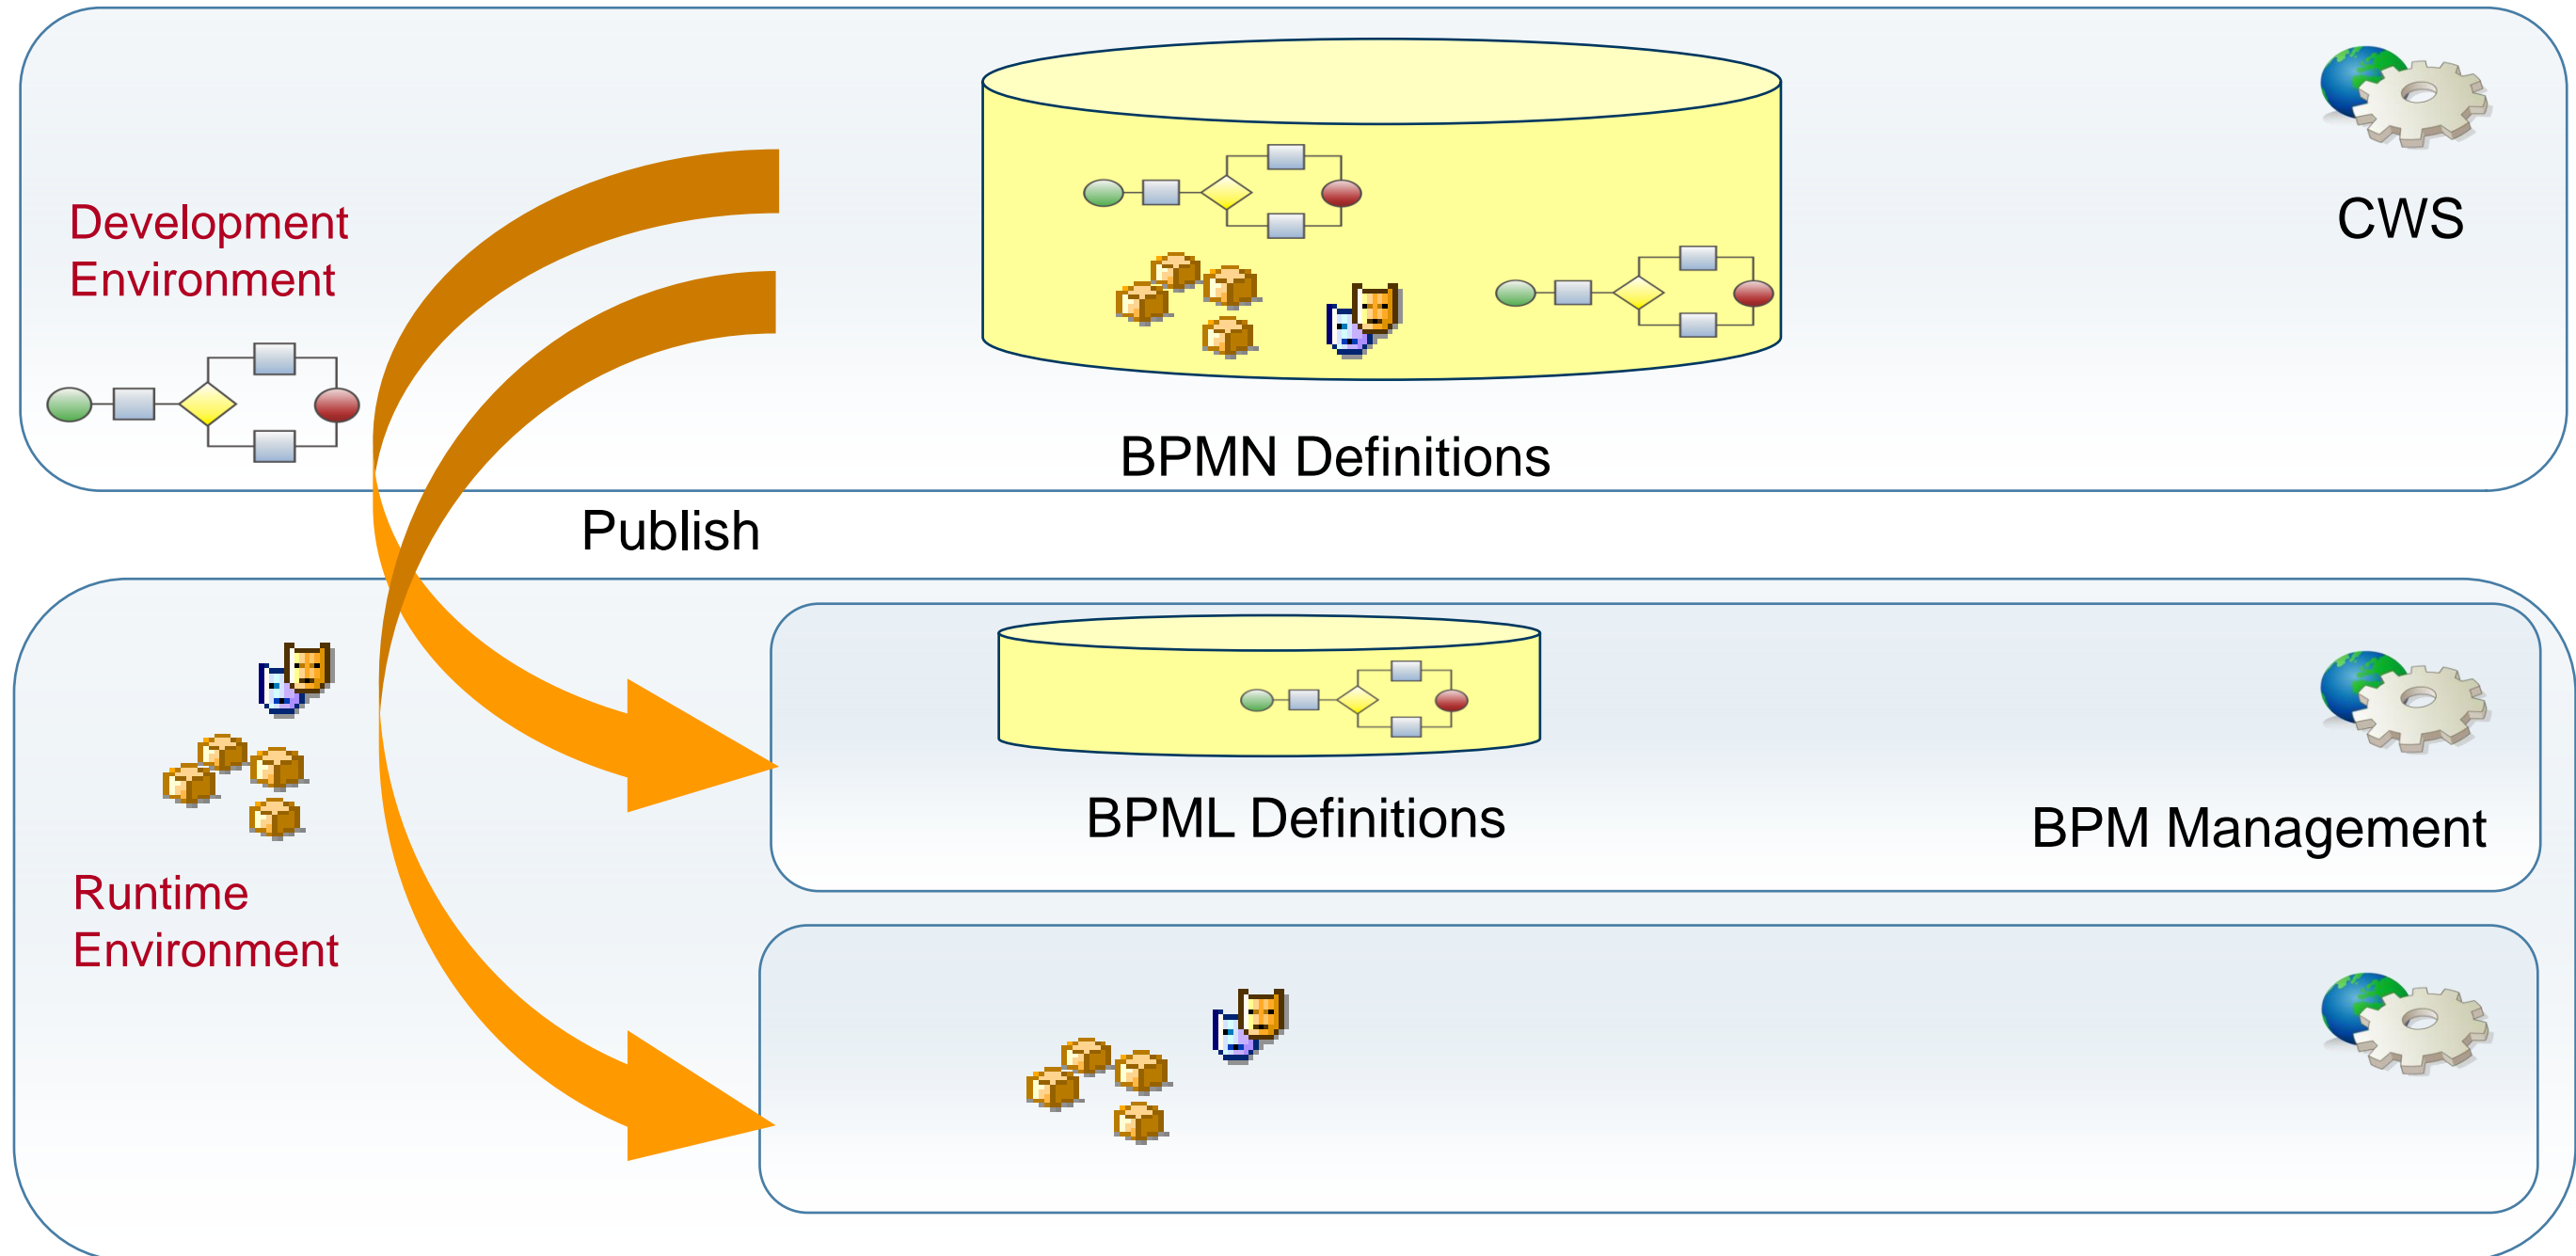 Development
Environment
CWS
BPMN Definitions
Publish
BPML Definitions
BPM Management
Runtime
Environment